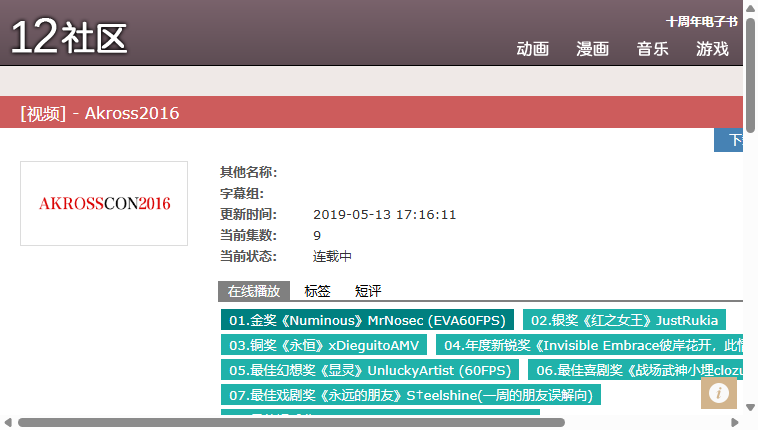 12社区
十周年电子书
动画 漫画 音乐 游戏
[视频] - Akross2016
下
AKROSSCON2016
其他名称:
字幕组:
更新时间: 2019-05-13 17:16:11
当前集数: 9
当前状态: 连载中
在线播放 标签 短评
01.金奖《Numinous》MrNosec (EVA60FPS) 02.银奖《红之女王》JustRukia
03.铜奖《永恒》xDieguitoAMV 04.年度新锐奖《Invisible Embrace彼岸花开，此
05.最佳幻想奖《显灵》UnluckyArtist (60FPS) 06.最佳喜剧奖《战场武神小埋clozu
07.最佳戏剧奖《永远的朋友》S†eelshine(一周的朋友误解向)